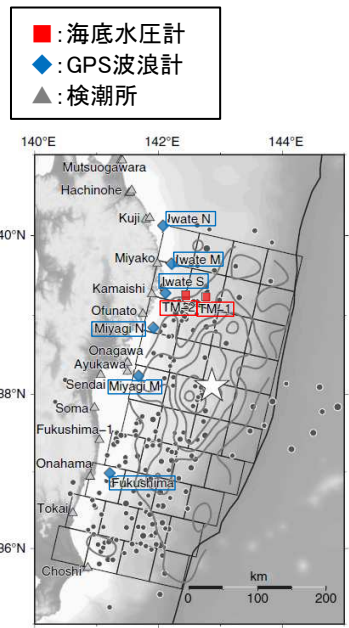 ■:海底水圧計
◆:GPS波浪計
▲:検潮所
140°E
142°E
144°E
Mutsuogawara
Hachinohe
Kuji
Iwate N
40°N
Miyako
Iwate M
Kamaishi
Iwate S
Ofunato
TM-2
TM-1
Miyagi N
Onagawa
Ayukawa
38°N
Sendai
Miyagi M
Soma
Fukushima-1
Onahama
Fukushima
Tokai
36°N
Choshi
km
0 100 200